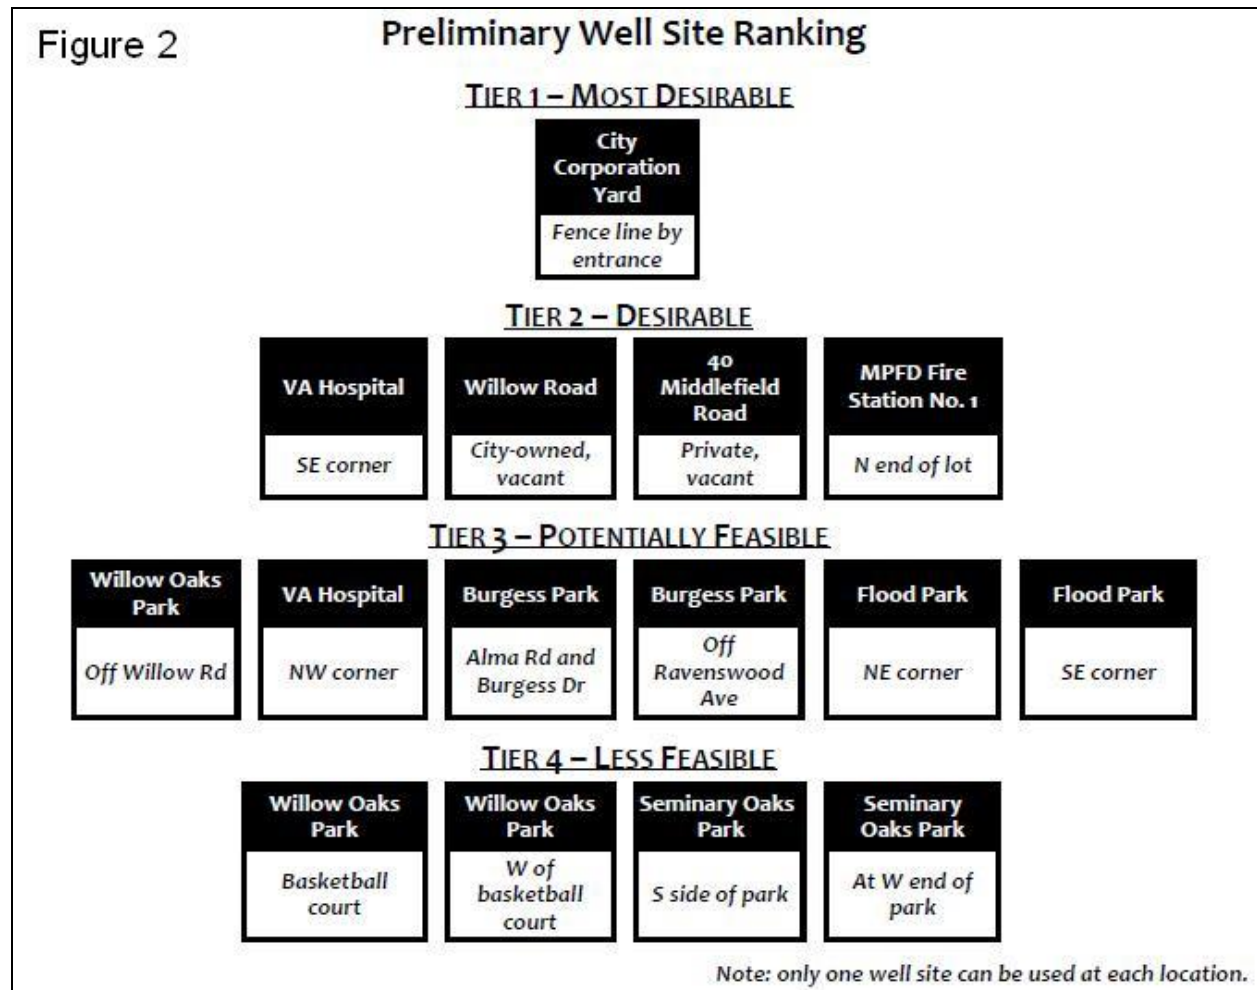 Figure 2
Preliminary Well Site Ranking
TIER 1 – MOST DESIRABLE
City
Corporation
Yard
Fence line by
entrance
TIER 2 – DESIRABLE
VA Hospital
SE corner
Willow Road
City-owned,
vacant
40
Middlefield
Road
Private,
vacant
MPFD Fire
Station No. 1
N end of lot
TIER 3 – POTENTIALLY FEASIBLE
Willow Oaks
Park
Off Willow Rd
VA Hospital
NW corner
Burgess Park
Alma Rd and
Burgess Dr
Burgess Park
Off
Ravenswood
Ave
Flood Park
NE corner
Flood Park
SE corner
TIER 4 – LESS FEASIBLE
Willow Oaks
Park
Basketball
court
Willow Oaks
Park
W of
basketball
court
Seminary Oaks
Park
S side of park
Seminary
Oaks Park
At W end of
park
Note: only one well site can be used at each location.